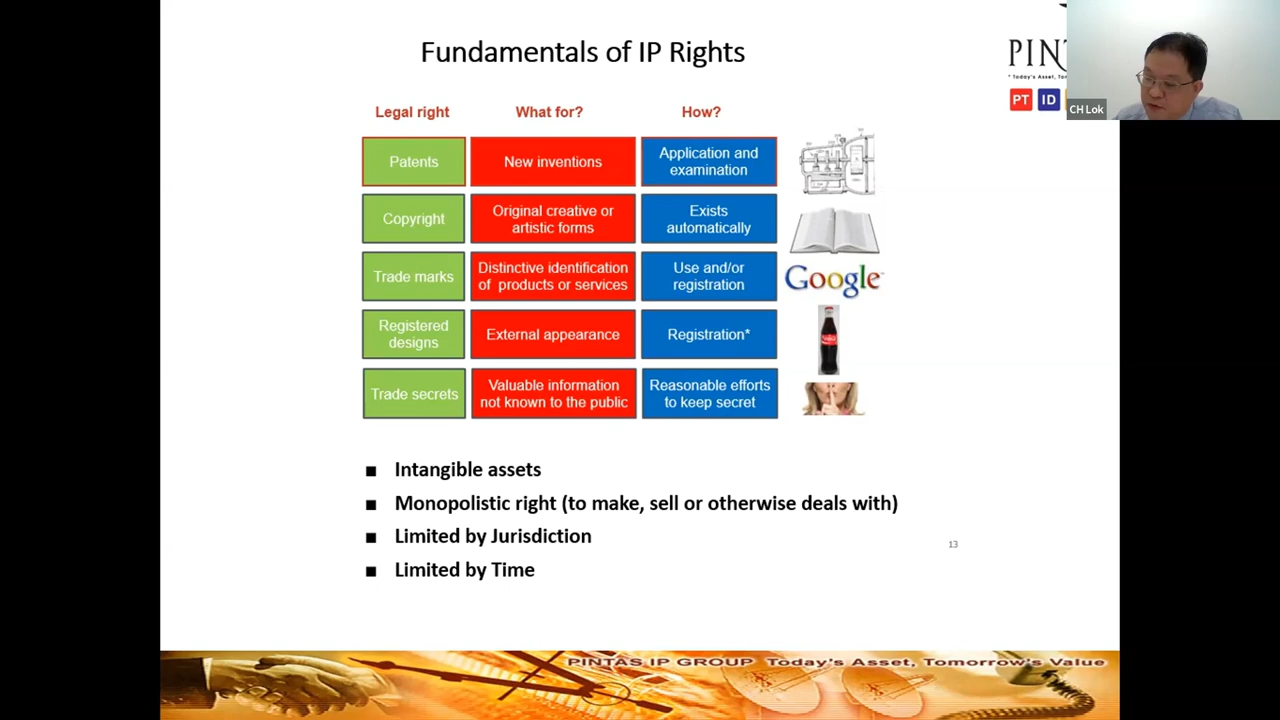 Fundamentals of IP Rights
PIN
* Today's Asset,
PT ID
CH Lok
Legal right What for? How?
Patents
New inventions
Application and
examination
Copyright
Original creative or
artistic forms
Exists
automatically
Trade marks
Distinctive identification
of products or services
Use and/or
registration
Google
Registered
designs
External appearance
Registration*
Trade secrets
Valuable information
not known to the public
Reasonable efforts
to keep secret
■ Intangible assets
■ Monopolistic right (to make, sell or otherwise deals with)
■ Limited by Jurisdiction
13
■ Limited by Time
PINTAS IP GROUP Today's Asset, Tomorrow's Value